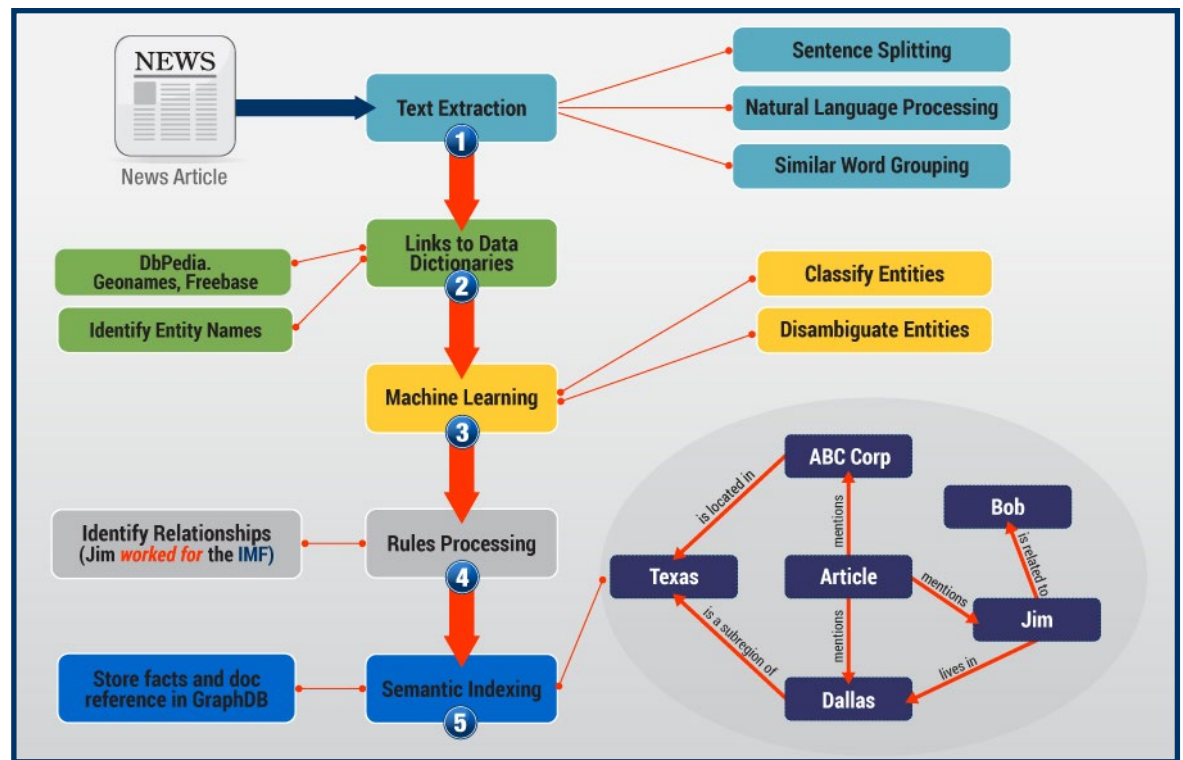 NEWS
News Article
Text Extraction
1
Sentence Splitting
Natural Language Processing
Similar Word Grouping
Links to Data
Dictionaries
2
DbPedia.
Geonames, Freebase
Identify Entity Names
Machine Learning
3
Classify Entities
Disambiguate Entities
Rules Processing
4
Identify Relationships
(Jim worked for the IMF)
Semantic Indexing
5
Store facts and doc
reference in GraphDB
ABC Corp
is located in
mentions
Bob
is related to
Texas
Article
mentions
Jim
is a subregion of
mentions
lives in
Dallas